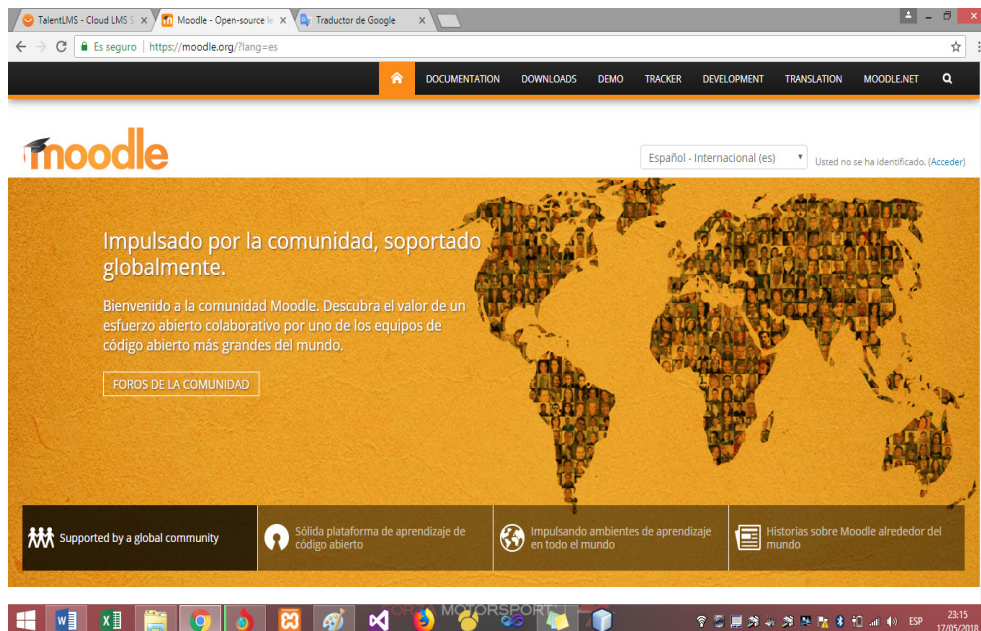 TalentLMS - Cloud LMS S
Moodle - Open-source le
Traductor de Google
Es seguro
https://moodle.org/?lang=es
DOCUMENTATION DOWNLOADS DEMO TRACKER DEVELOPMENT TRANSLATION MOODLE.NET
moodle
Español - Internacional (es)
Usted no se ha identificado. (Acceder)
Impulsado por la comunidad, soportado
globalmente.
Bienvenido a la comunidad Moodle. Descubra el valor de un
esfuerzo abierto colaborativo por uno de los equipos de
código abierto más grandes del mundo.
FOROS DE LA COMUNIDAD
Supported by a global community
Sólida plataforma de aprendizaje de
código abierto
Impulsando ambientes de aprendizaje
en todo el mundo
Historias sobre Moodle alrededor del
mundo
MOTORSPORT
ESP
23:15
17/05/2018